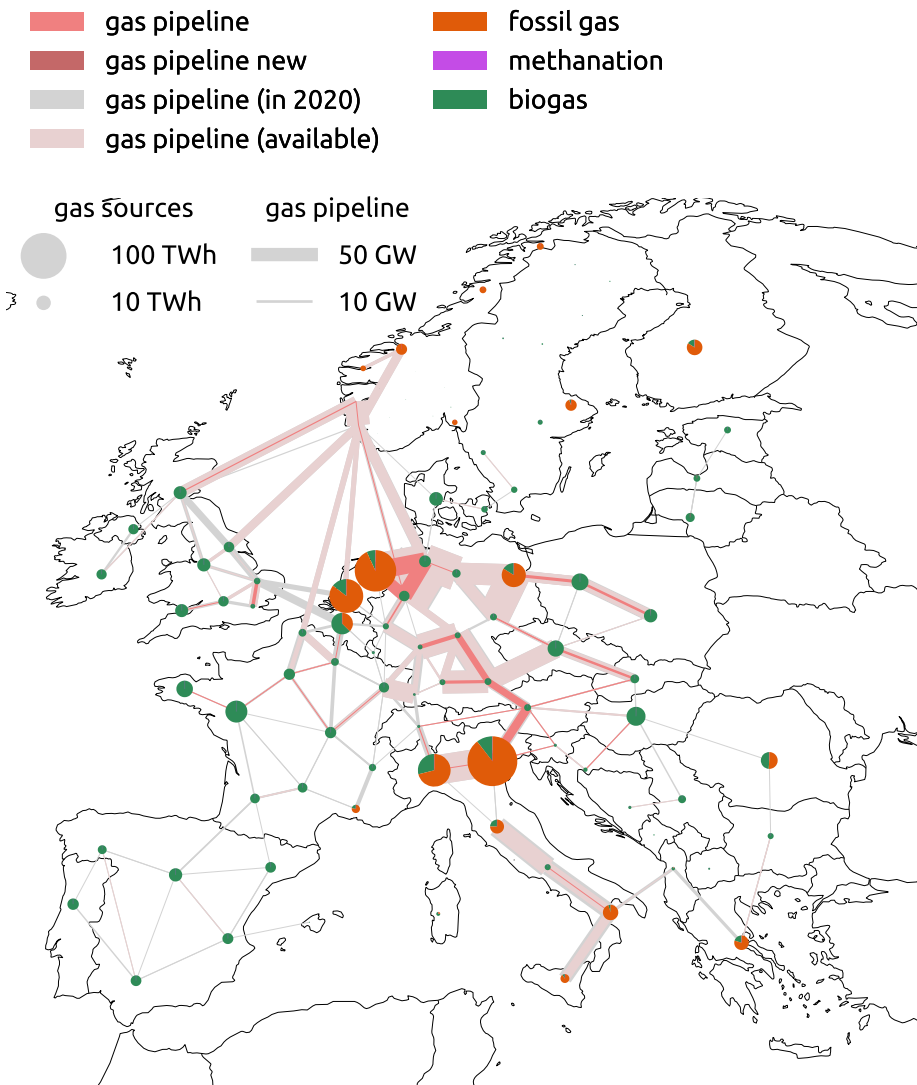 gas pipeline
fossil gas
gas pipeline new
methanation
gas pipeline (in 2020)
biogas
gas pipeline (available)
gas sources
gas pipeline
100 TWh
50 GW
10 TWh
10 GW